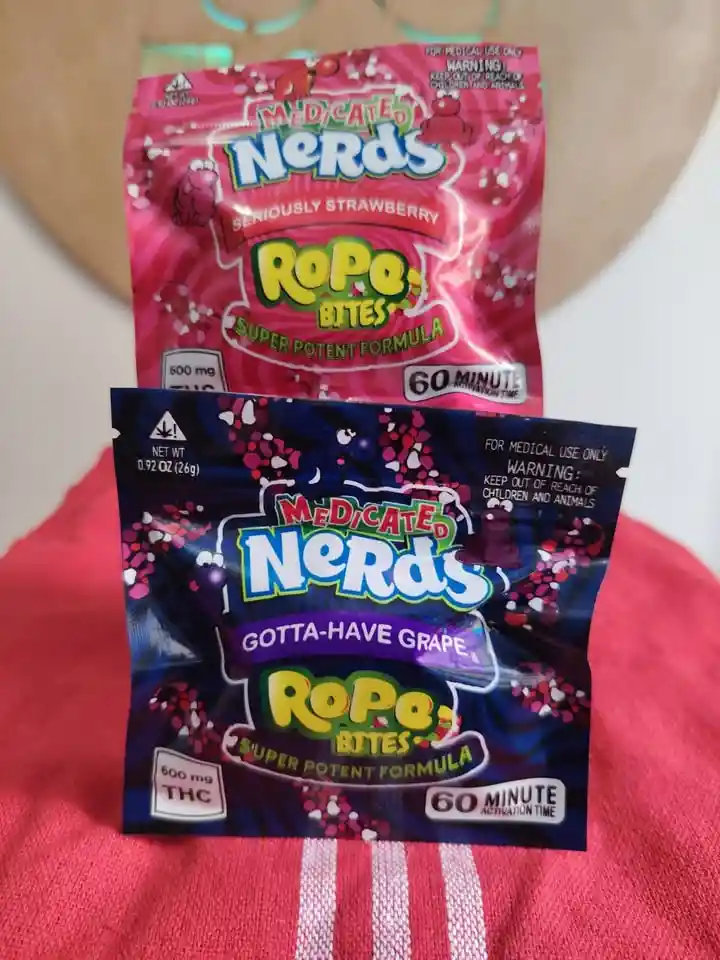 FOR MEDICAL USE ONLY
WARNING:
KEEP OUT OF REACH OF
CHILDREN AND ANIMALS
MEDICATED
NeRdS
SERIOUSLY STRAWBERRY
RoPe
BITES
SUPER POTENT FORMULA
600 mg
THC
60 MINUTE
ACTIVATION TIME
NET WT
0.92 OZ (26g)
FOR MEDICAL USE ONLY
WARNING:
KEEP OUT OF REACH OF
CHILDREN AND ANIMALS
MEDICATED
NeRdS
GOTTA-HAVE GRAPE
RoPe
BITES
SUPER POTENT FORMULA
600 mg
THC
60 MINUTE
ACTIVATION TIME